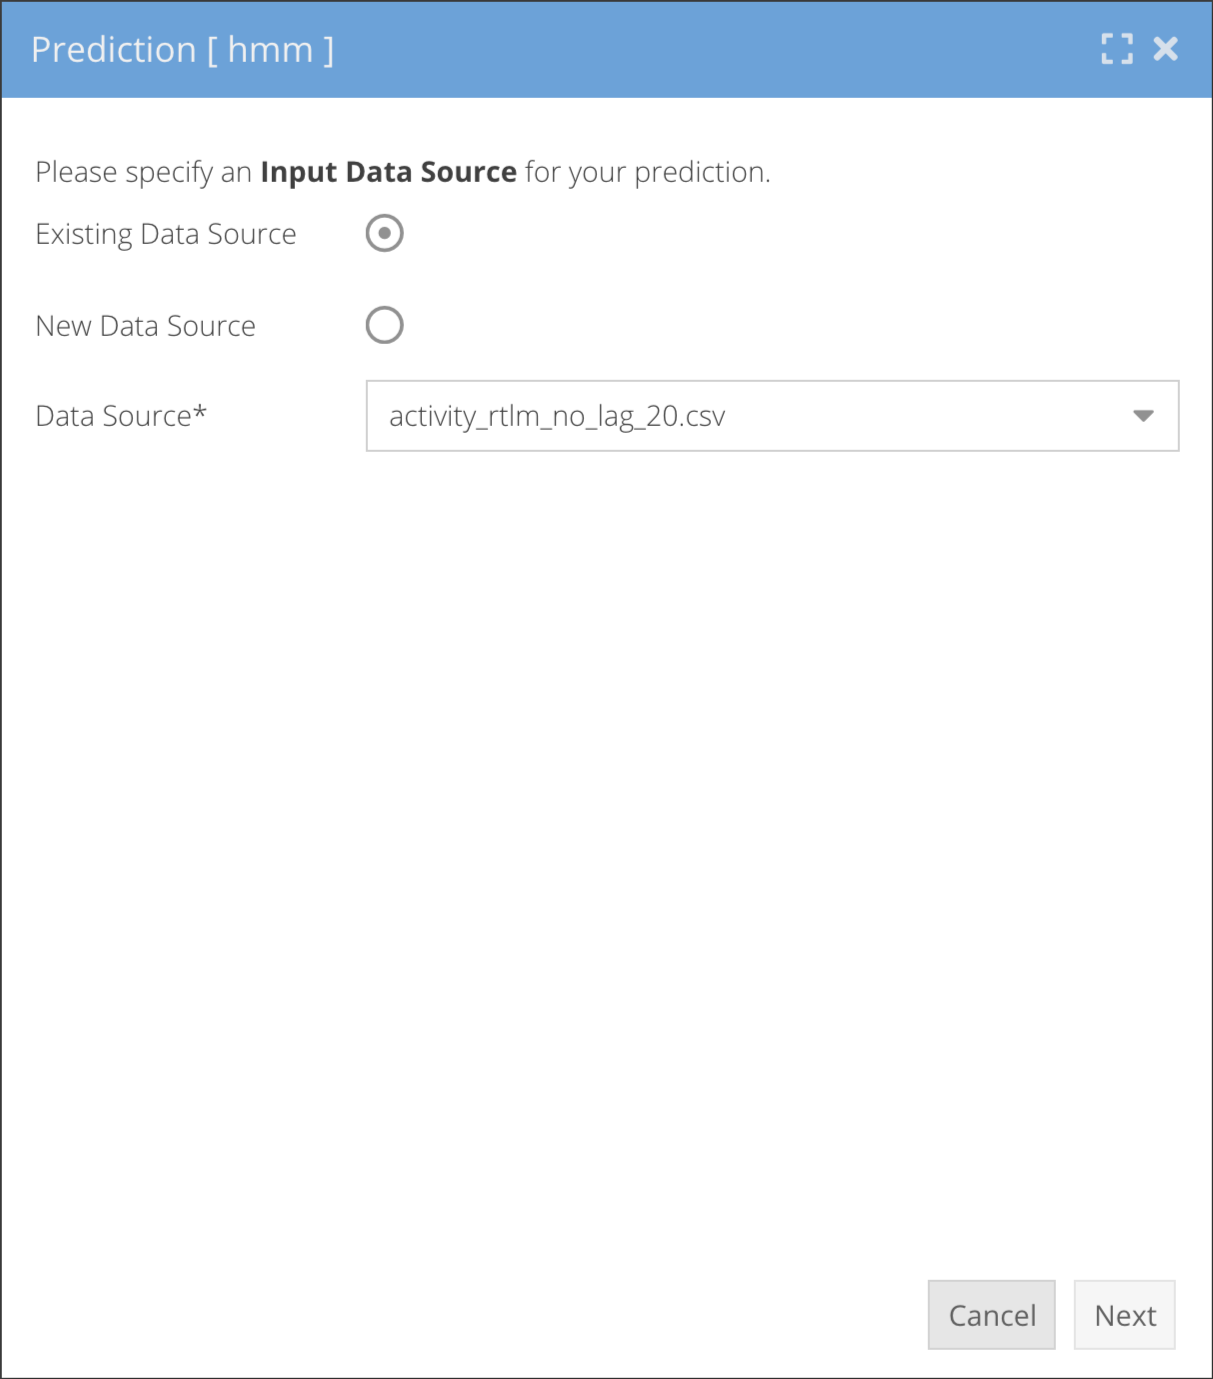 Prediction [ hmm ]
Please specify an Input Data Source for your prediction.
Existing Data Source
New Data Source
Data Source* activity_rtlm_no_lag_20.csv
Cancel Next